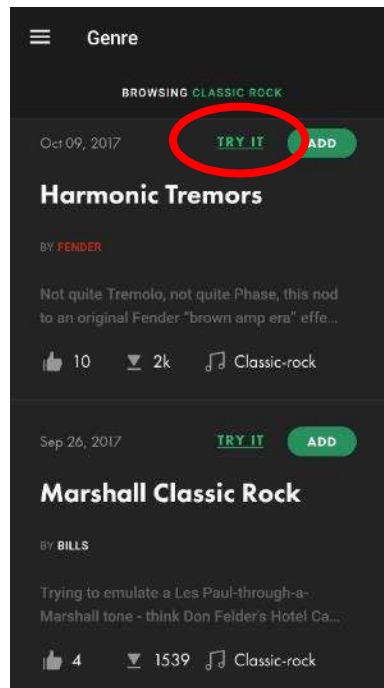 Genre
BROWSING CLASSIC ROCK
Oct 09, 2017 TRY IT ADD
Harmonic Tremors
BY FENDER
Not quite Tremolo, not quite Phase, this nod
to an original Fender "brown amp era" effe...
10 2k Classic-rock
Sep 26, 2017 TRY IT ADD
Marshall Classic Rock
BY BILLS
Trying to emulate a Les Paul-through-a-
Marshall tone - think Don Felder's Hotel Ca...
4 1539 Classic-rock